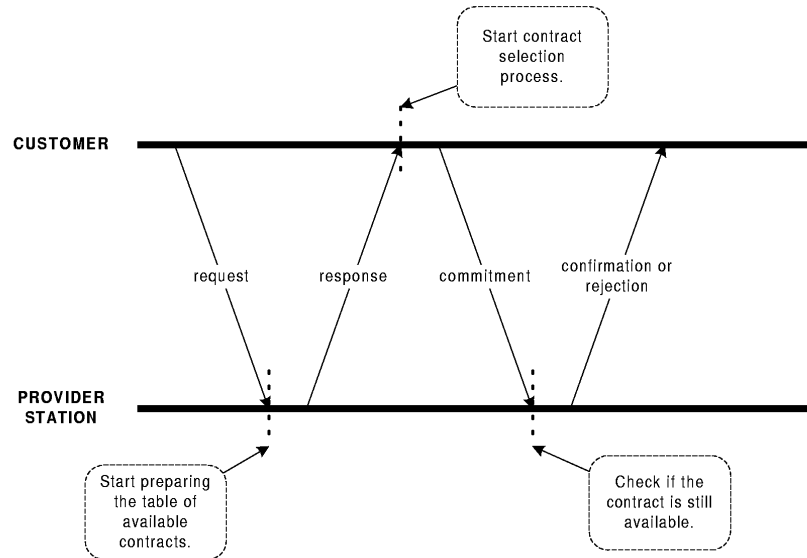 Start contract
selection
process.
CUSTOMER
request
response
commitment
confirmation or
rejection
PROVIDER
STATION
Start preparing
the table of
available
contracts.
Check if the
contract is still
available.